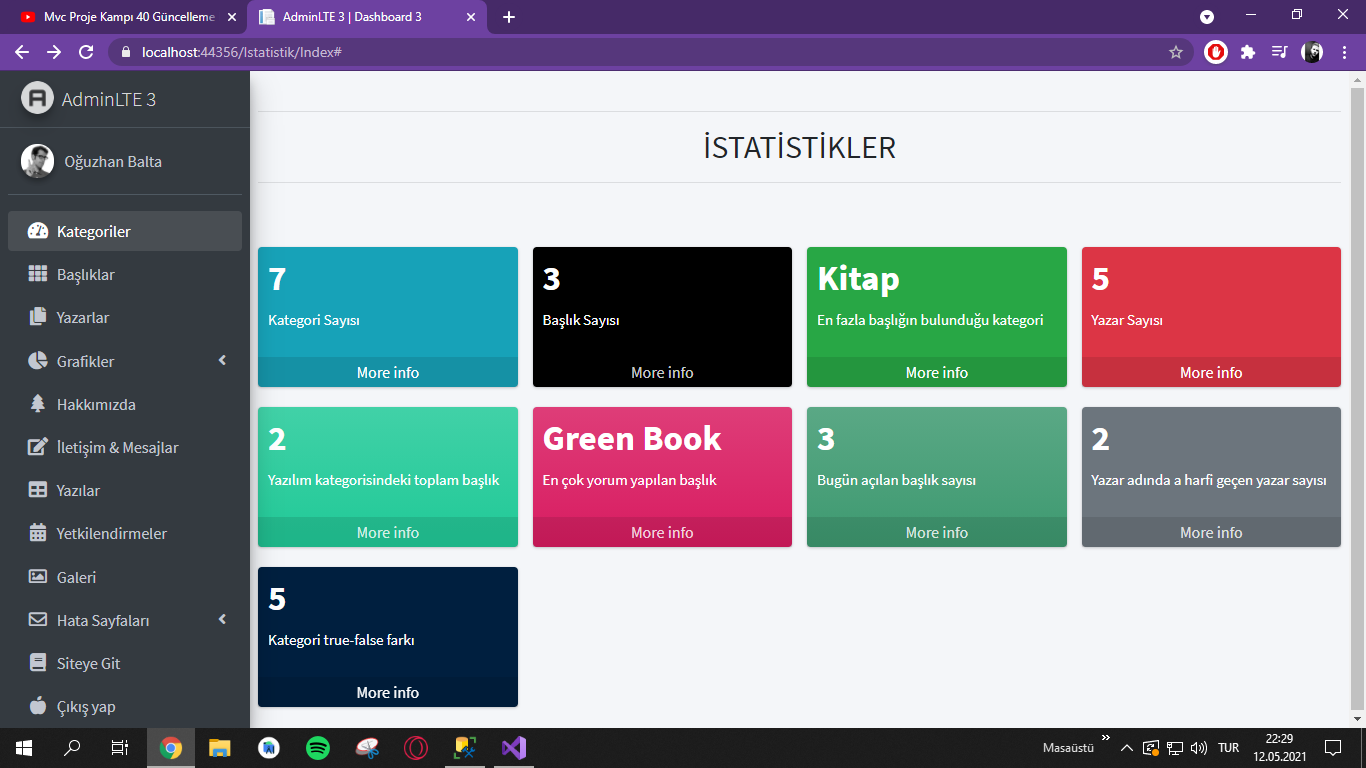 Mvc Proje Kampı 40 Güncelleme
AdminLTE 3 | Dashboard 3
localhost:44356/Istatistik/Index#
AdminLTE 3
Oğuzhan Balta
Kategoriler
Başlıklar
Yazarlar
Grafikler
Hakkımızda
İletişim & Mesajlar
Yazılar
Yetkilendirmeler
Galeri
Hata Sayfaları
Siteye Git
Çıkış yap
İSTATİSTİKLER
7
Kategori Sayısı
More info
3
Başlık Sayısı
More info
Kitap
En fazla başlığın bulunduğu kategori
More info
5
Yazar Sayısı
More info
2
Yazılım kategorisindeki toplam başlık
More info
Green Book
En çok yorum yapılan başlık
More info
3
Bugün açılan başlık sayısı
More info
2
Yazar adında a harfi geçen yazar sayısı
More info
5
Kategori true-false farkı
More info
Masaüstü
TUR
22:29
12.05.2021